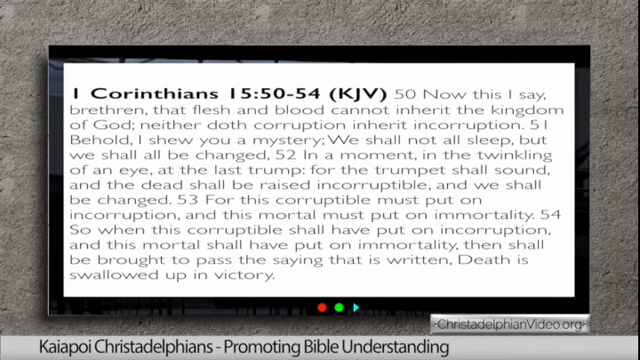 1 Corinthians 15:50-54 (KJV) 50 Now this I say,
brethren, that flesh and blood cannot inherit the kingdom
of God; neither doth corruption inherit incorruption. 51
Behold, I shew you a mystery; We shall not all sleep, but
we shall all be changed, 52 In a moment, in the twinkling
of an eye, at the last trump: for the trumpet shall sound,
and the dead shall be raised incorruptible, and we shall
be changed. 53 For this corruptible must put on
incorruption, and this mortal must put on immortality. 54
So when this corruptible shall have put on incorruption,
and this mortal shall have put on immortality, then shall
be brought to pass the saying that is written, Death is
swallowed up in victory.
ChristadelphianVideo.org
Kaiapoi Christadelphians - Promoting Bible Understanding